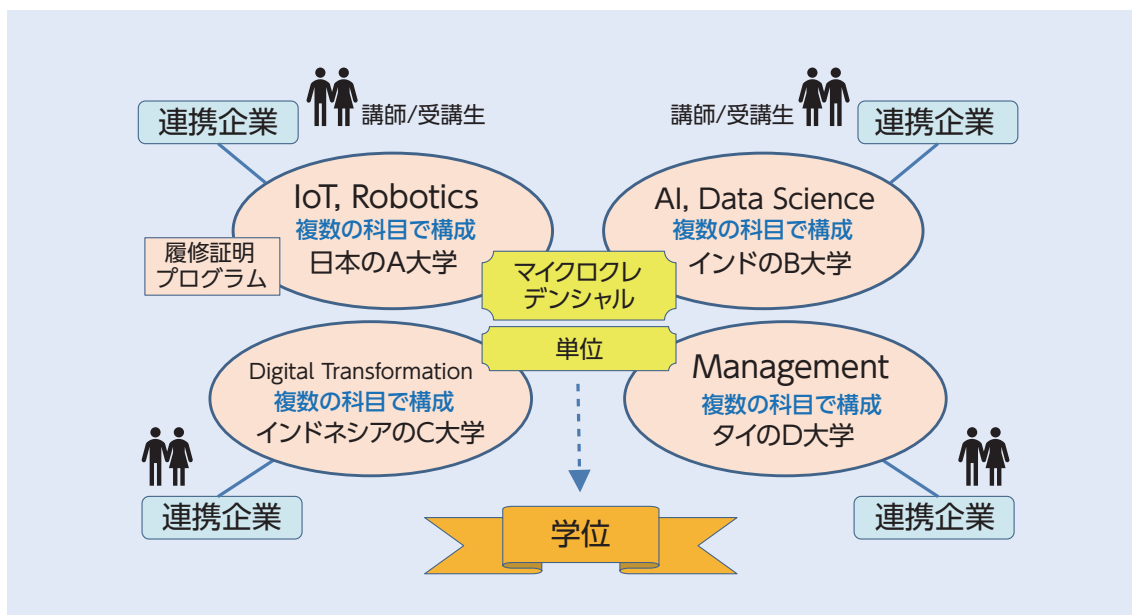 連携企業
講師/受講生
講師/受講生
連携企業
IoT, Robotics
複数の科目で構成
日本のA大学
AI, Data Science
複数の科目で構成
インドのB大学
履修証明
プログラム
マイクロクレ
デンシャル
単位
Digital Transformation
複数の科目で構成
インドネシアのC大学
Management
複数の科目で構成
タイのD大学
連携企業
連携企業
学位